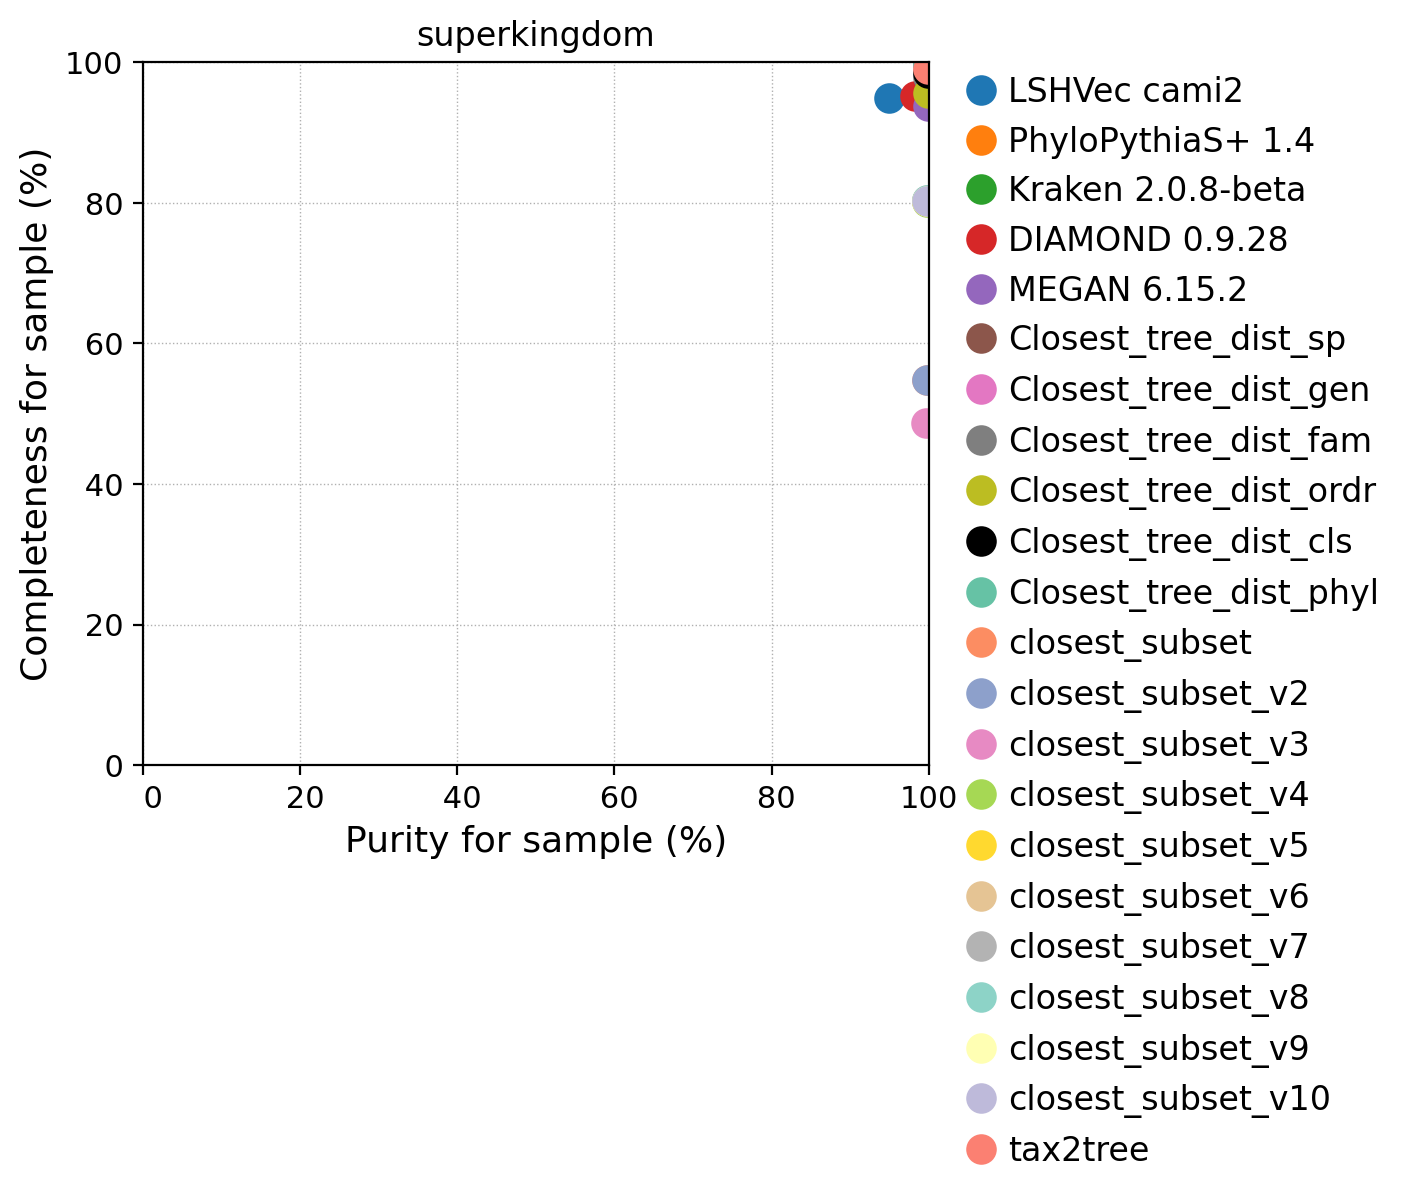 superkingdom
100
80
60
40
20
0
Completeness for sample (%)
0 20 40 60 80 100
Purity for sample (%)
LSHVec cami2
PhyloPythiaS+ 1.4
Kraken 2.0.8-beta
DIAMOND 0.9.28
MEGAN 6.15.2
Closest_tree_dist_sp
Closest_tree_dist_gen
Closest_tree_dist_fam
Closest_tree_dist_ordr
Closest_tree_dist_cls
Closest_tree_dist_phyl
closest_subset
closest_subset_v2
closest_subset_v3
closest_subset_v4
closest_subset_v5
closest_subset_v6
closest_subset_v7
closest_subset_v8
closest_subset_v9
closest_subset_v10
tax2tree